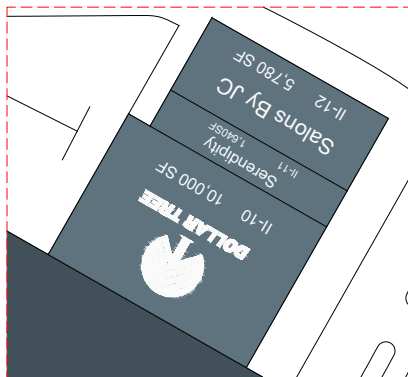 DOLLAR TREE
II-10 10,000 SF
Serendipity
II-11 1,640SF
Salons By JC
II-12 5,780 SF